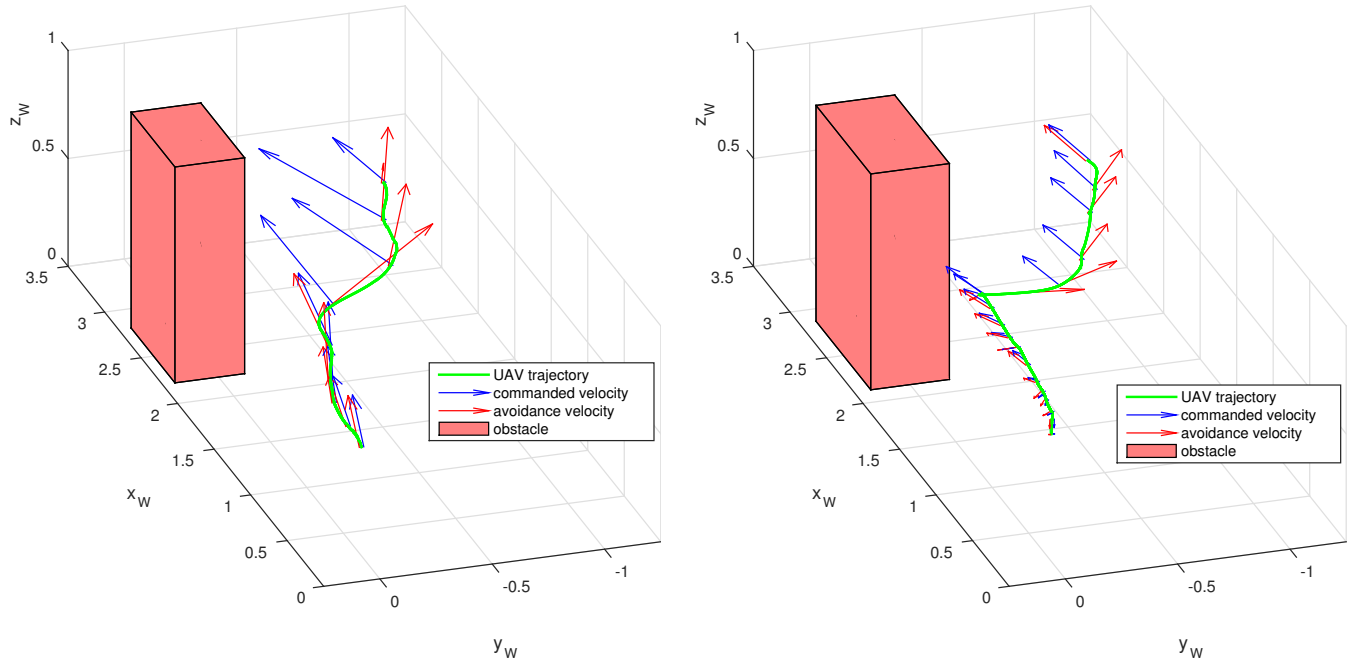 1
0.5
0
z_W
3.5
3
2.5
2
1.5
1
0.5
0
x_W
0
-0.5
-1
y_W
UAV trajectory
commanded velocity
avoidance velocity
obstacle
1
0.5
0
z_W
3.5
3
2.5
2
1.5
1
0.5
0
x_W
0
-0.5
-1
y_W
UAV trajectory
commanded velocity
avoidance velocity
obstacle